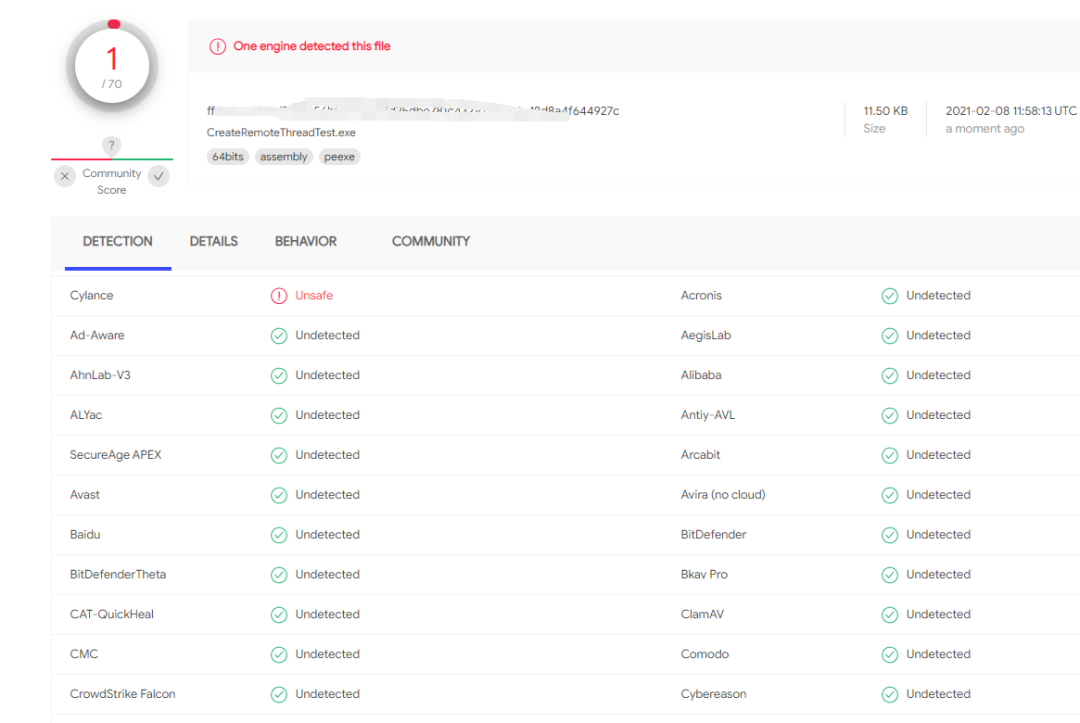 1
/ 70
One engine detected this file
CreateRemoteThreadTest.exe
64bits assembly peexe
11.50 KB
Size
2021-02-08 11:58:13 UTC
a moment ago
?
Community
Score
DETECTION DETAILS BEHAVIOR COMMUNITY
Cylance Unsafe Acronis Undetected
Ad-Aware Undetected AegisLab Undetected
AhnLab-V3 Undetected Alibaba Undetected
ALYac Undetected Antiy-AVL Undetected
SecureAge APEX Undetected Arcabit Undetected
Avast Undetected Avira (no cloud) Undetected
Baidu Undetected BitDefender Undetected
BitDefenderTheta Undetected Bkav Pro Undetected
CAT-QuickHeal Undetected ClamAV Undetected
CMC Undetected Comodo Undetected
CrowdStrike Falcon Undetected Cybereason Undetected